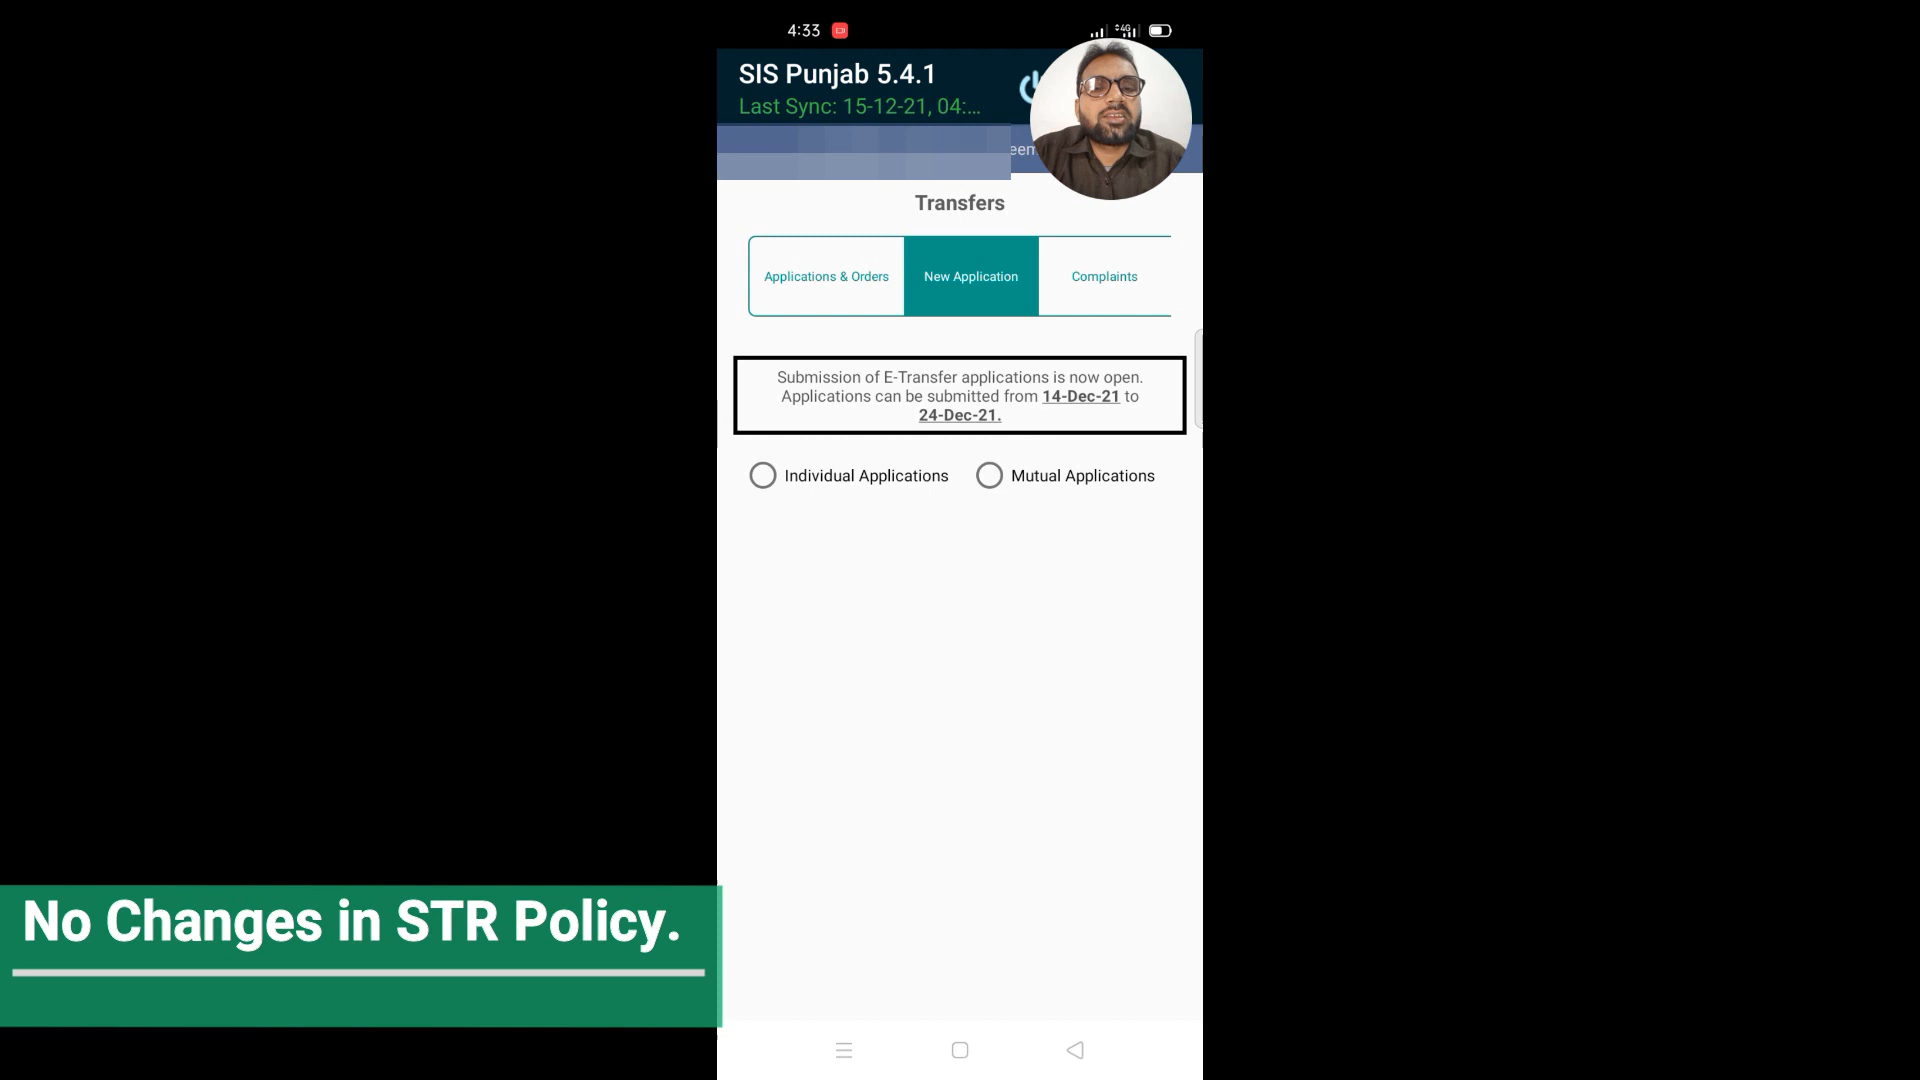 4:33
4G
SIS Punjab 5.4.1
Last Sync: 15-12-21, 04:...
Transfers
Applications & Orders
New Application
Complaints
Submission of E-Transfer applications is now open.
Applications can be submitted from 14-Dec-21 to
24-Dec-21.
Individual Applications
Mutual Applications
No Changes in STR Policy.